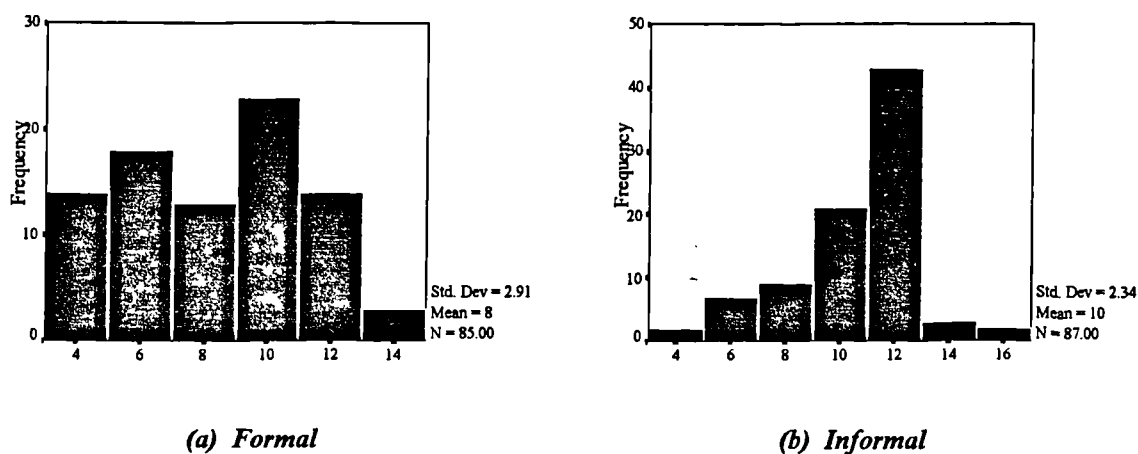 30
20
10
0
Frequency
4 6 8 10 12 14
Std. Dev = 2.91
Mean = 8
N = 85.00
(a) Formal
50
40
30
20
10
0
Frequency
4 6 8 10 12 14 16
Std. Dev = 2.34
Mean = 10
N = 87.00
(b) Informal